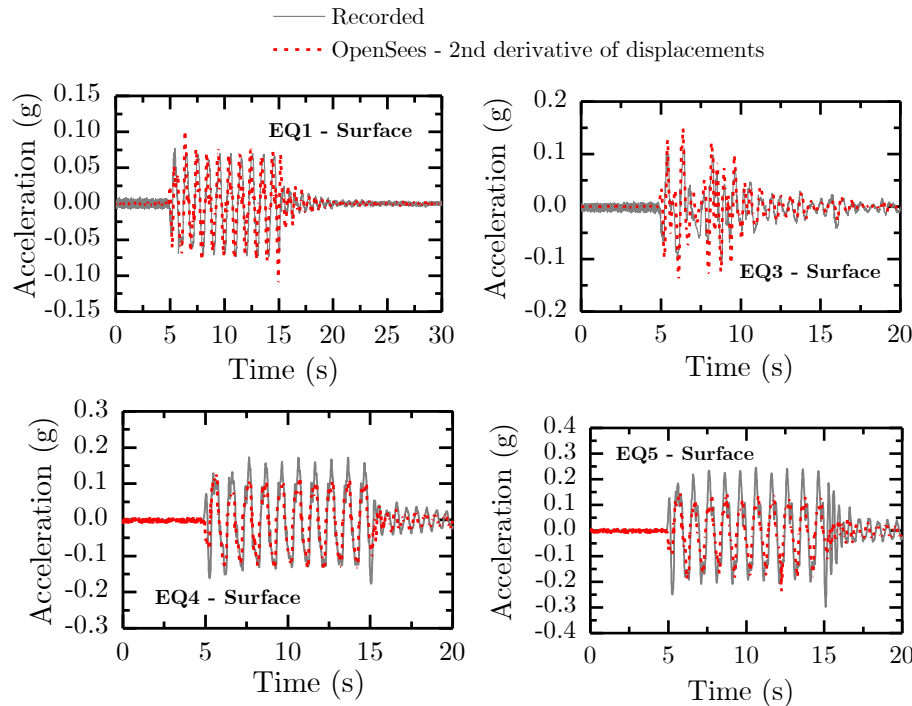 Recorded
OpenSees - 2nd derivative of displacements
Acceleration (g)
0.15
0.10
0.05
0.00
-0.05
-0.10
-0.15
EQ1 - Surface
0 5 10 15 20 25 30
Time (s)
Acceleration (g)
0.2
0.1
0.0
-0.1
-0.2
EQ3 - Surface
0 5 10 15 20
Time (s)
Acceleration (g)
0.3
0.2
0.1
0.0
-0.1
-0.2
-0.3
EQ4 - Surface
0 5 10 15 20
Time (s)
Acceleration (g)
0.4
0.3
0.2
0.1
0.0
-0.1
-0.2
-0.3
-0.4
EQ5 - Surface
0 5 10 15 20
Time (s)